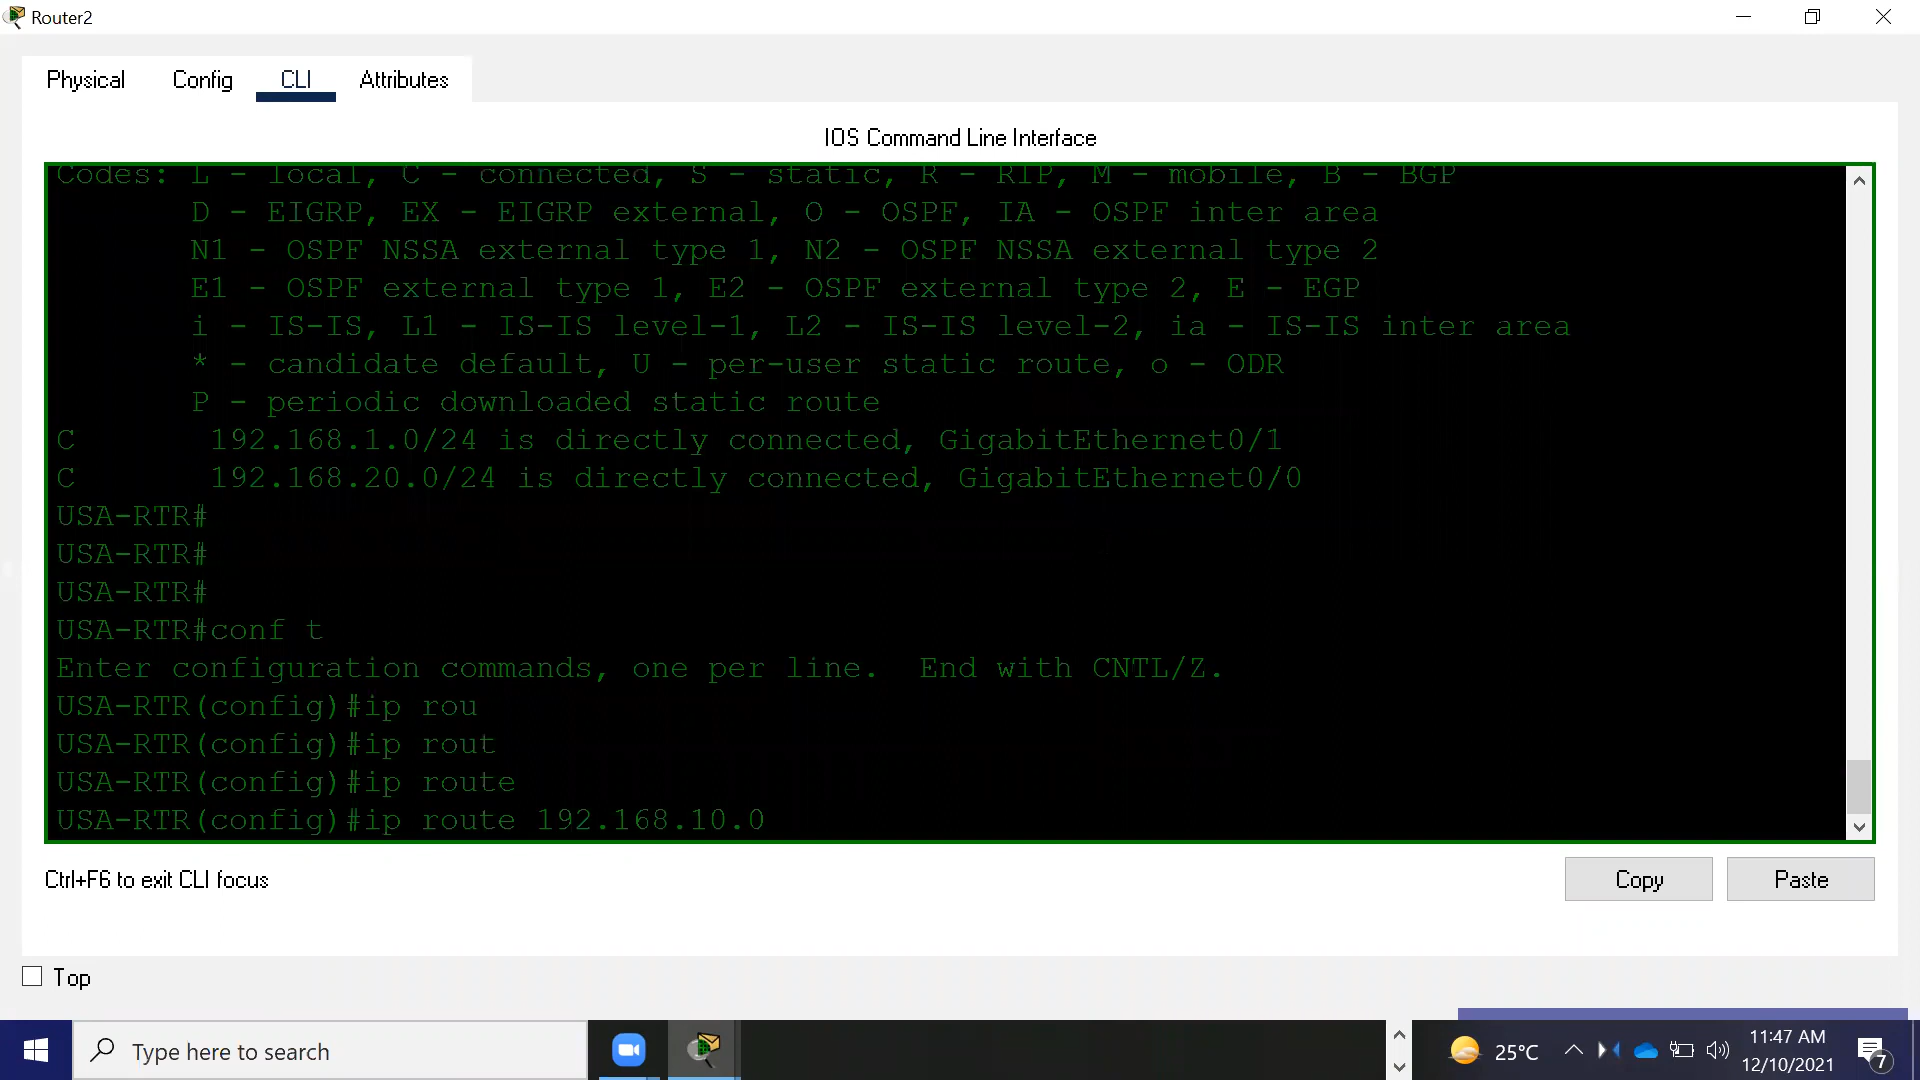 Router2
Physical Config CLI Attributes
IOS Command Line Interface
Codes: L - local, C - connected, S - static, R - RIP, M - mobile, B - BGP
D - EIGRP, EX - EIGRP external, O - OSPF, IA - OSPF inter area
N1 - OSPF NSSA external type 1, N2 - OSPF NSSA external type 2
E1 - OSPF external type 1, E2 - OSPF external type 2, E - EGP
i - IS-IS, L1 - IS-IS level-1, L2 - IS-IS level-2, ia - IS-IS inter area
* - candidate default, U - per-user static route, o - ODR
P - periodic downloaded static route
C 192.168.1.0/24 is directly connected, GigabitEthernet0/1
C 192.168.20.0/24 is directly connected, GigabitEthernet0/0
USA-RTR#
USA-RTR#
USA-RTR#
USA-RTR#conf t
Enter configuration commands, one per line. End with CNTL/Z.
USA-RTR(config)#ip rou
USA-RTR(config)#ip rout
USA-RTR(config)#ip route
USA-RTR(config)#ip route 192.168.10.0
Ctrl+F6 to exit CLI focus
Copy Paste
Top
Type here to search
25°C
11:47 AM
12/10/2021
7